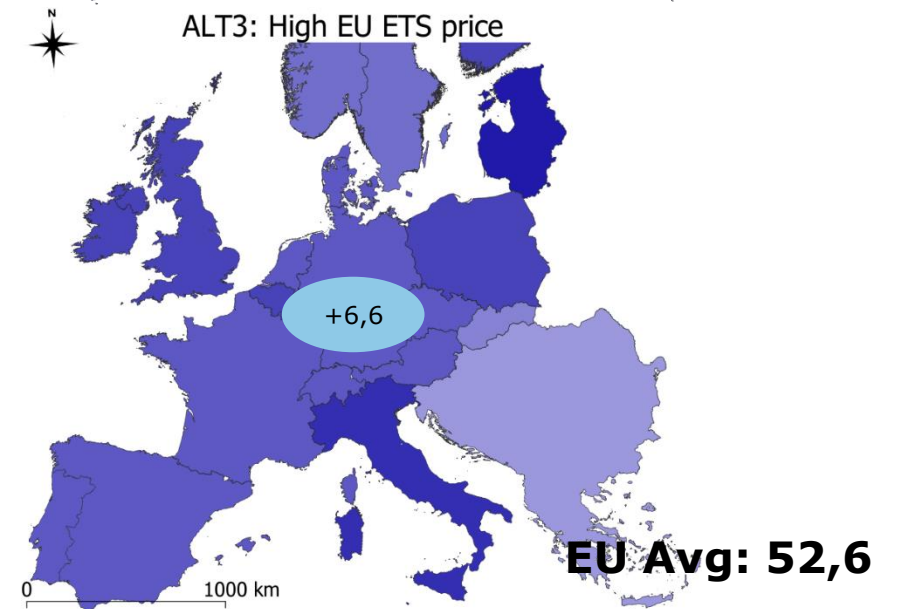 N
ALT3: High EU ETS price
+6,6
EU Avg: 52,6
0 1000 km